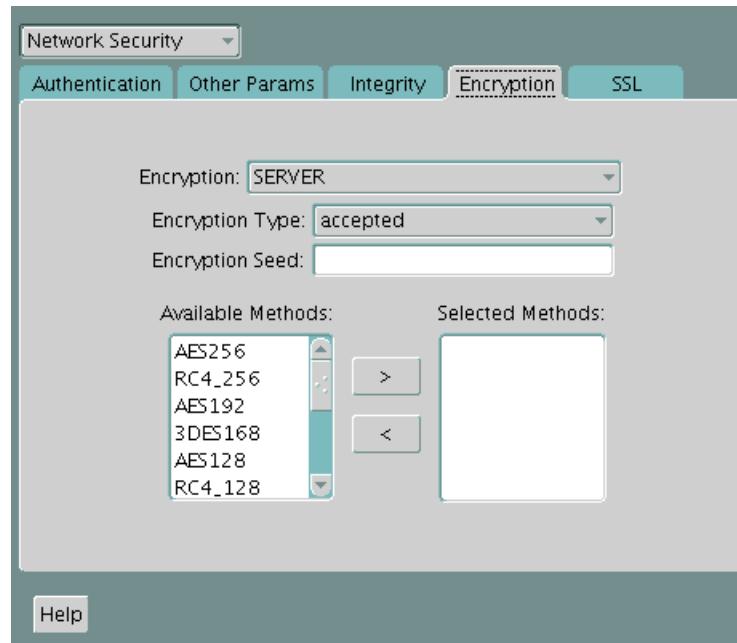 Network Security
Authentication Other Params Integrity Encryption SSL
Encryption: SERVER
Encryption Type: accepted
Encryption Seed:
Available Methods: Selected Methods:
AES256
RC4_256
>
AES192
3DES168
<
AES128
RC4_128
Help